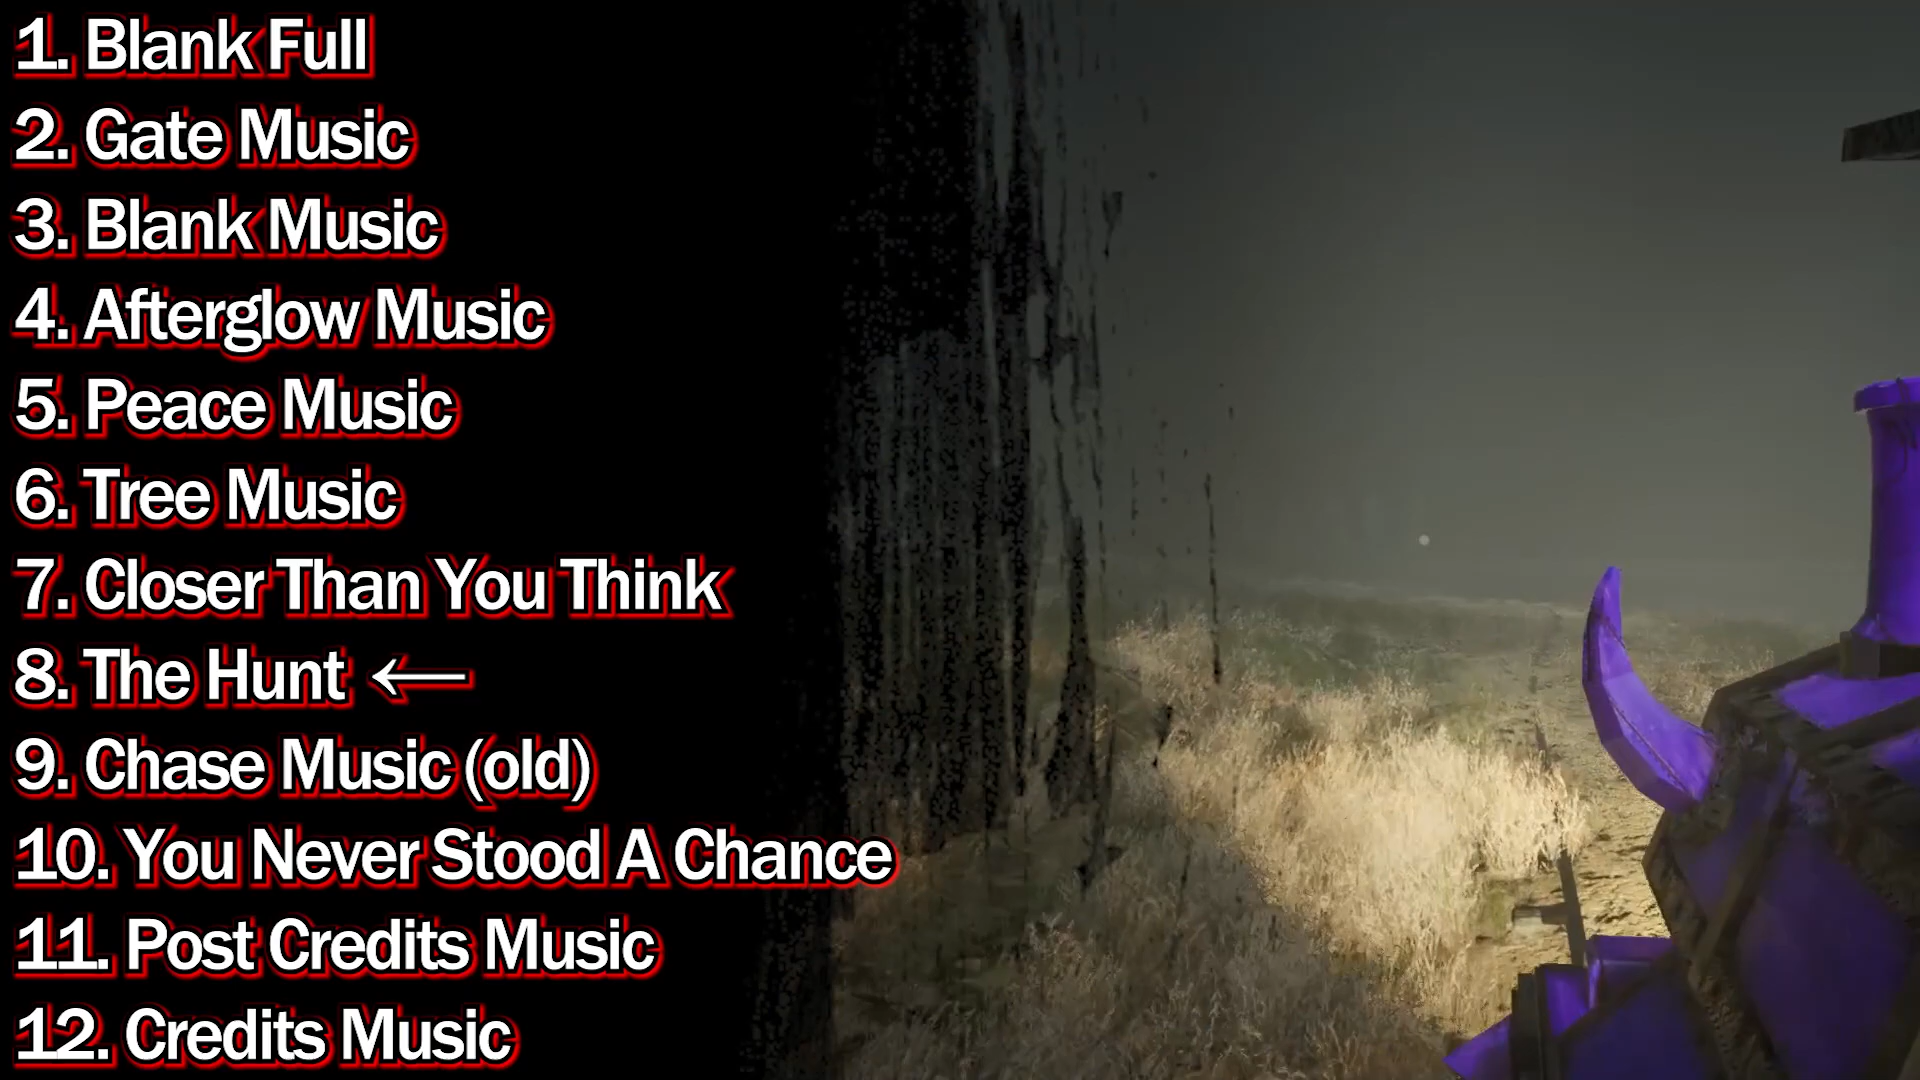 1. Blank Full
2. Gate Music
3. Blank Music
4. Afterglow Music
5. Peace Music
6. Tree Music
7. Closer Than You Think
8. The Hunt ←
9. Chase Music (old)
10. You Never Stood A Chance
11. Post Credits Music
12. Credits Music